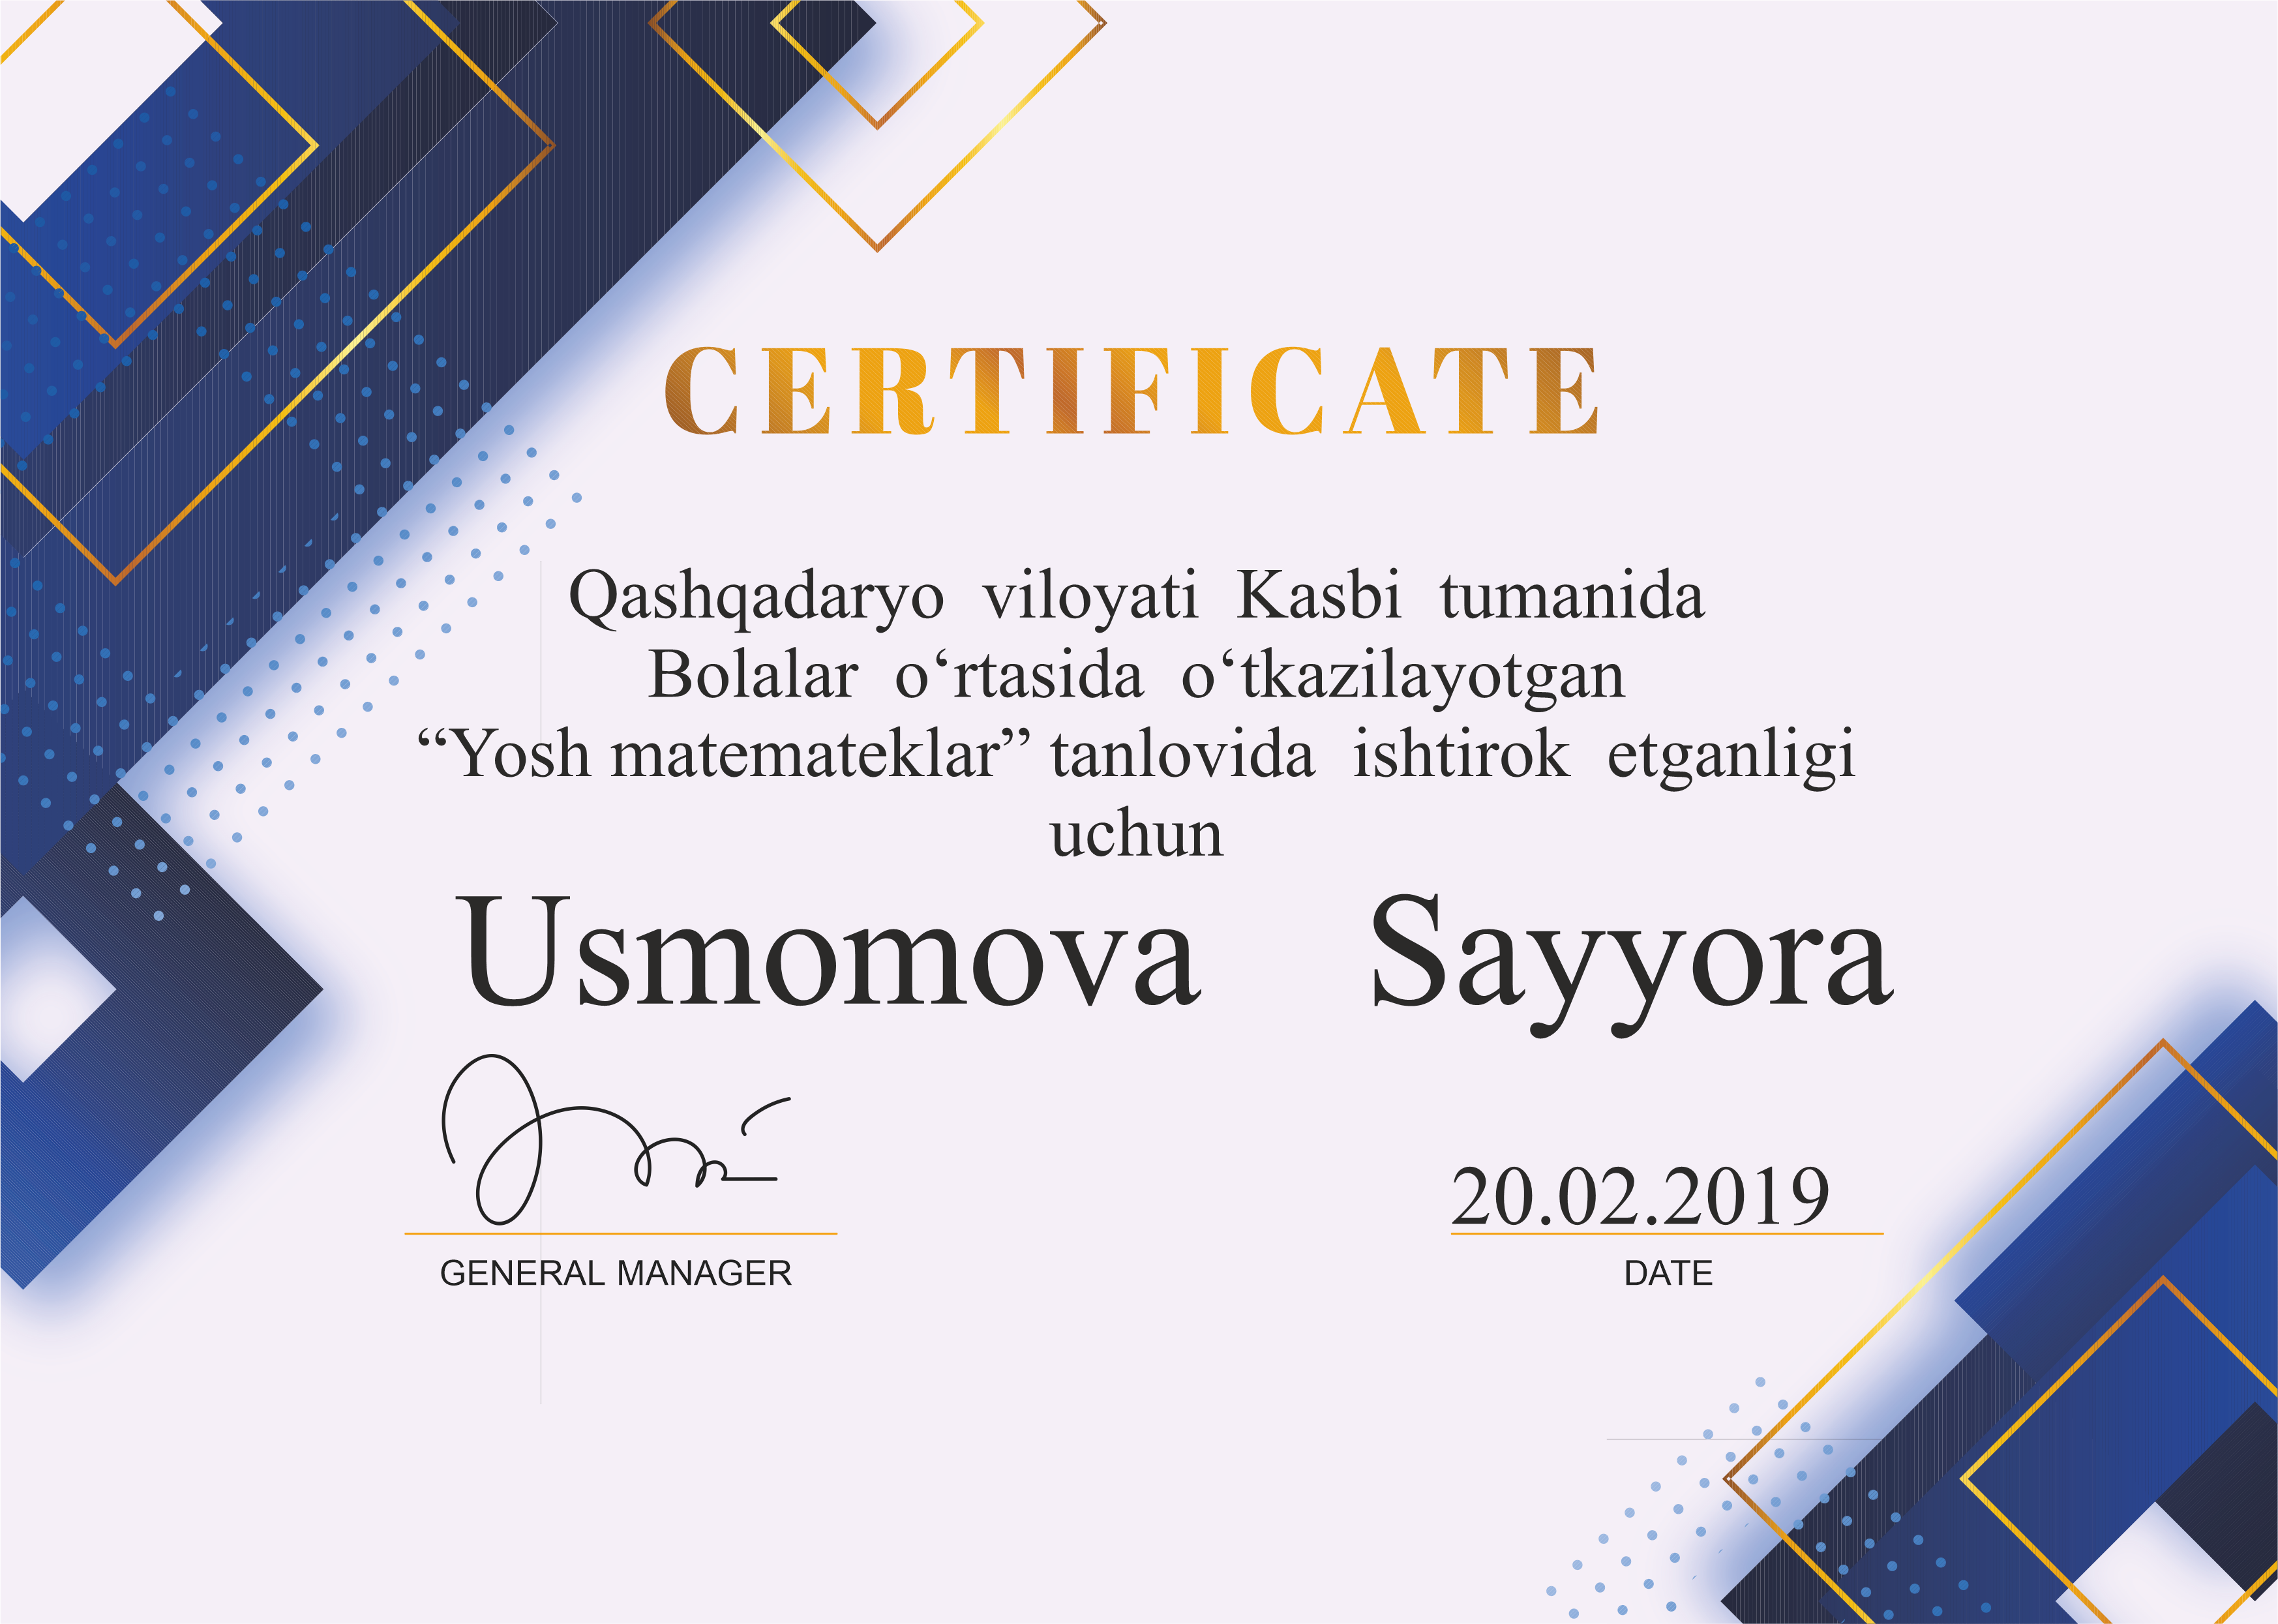 CERTIFICATE
Qashqadaryo viloyati Kasbi tumanida
Bolalar o‘rtasida o‘tkazilayotgan
“Yosh matemateklar” tanlovida ishtirok etganligi
uchun
Usmomova Sayyora
20.02.2019
GENERAL MANAGER DATE